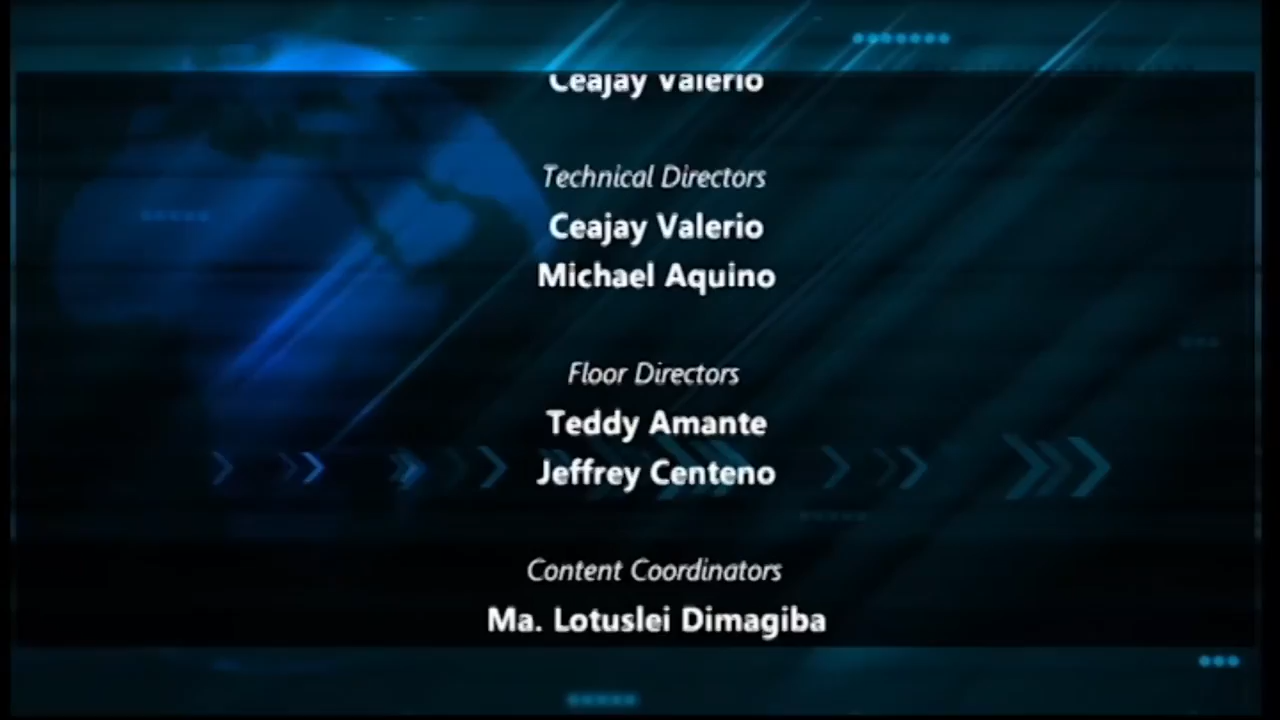 Ceajay Valerio
Technical Directors
Ceajay Valerio
Michael Aquino
Floor Directors
Teddy Amante
Jeffrey Centeno
Content Coordinators
Ma. Lotuslei Dimagiba